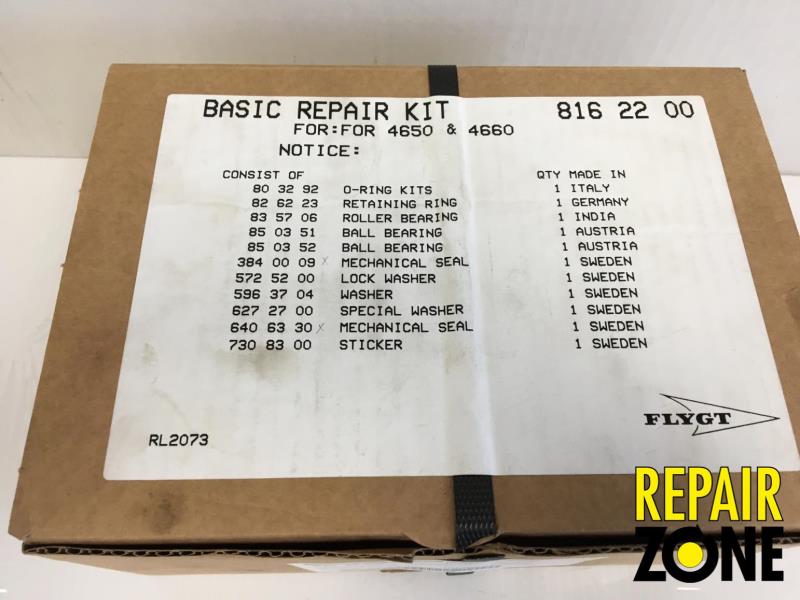 BASIC REPAIR KIT 816 22 00
FOR:FOR 4650 & 4660
NOTICE:
CONSIST OF QTY MADE IN
80 32 92 O-RING KITS 1 ITALY
82 62 23 RETAINING RING 1 GERMANY
83 57 06 ROLLER BEARING 1 INDIA
85 03 51 BALL BEARING 1 AUSTRIA
85 03 52 BALL BEARING 1 AUSTRIA
384 00 09 x MECHANICAL SEAL 1 SWEDEN
572 52 00 LOCK WASHER 1 SWEDEN
596 37 04 WASHER 1 SWEDEN
627 27 00 SPECIAL WASHER 1 SWEDEN
640 63 30 x MECHANICAL SEAL 1 SWEDEN
730 83 00 STICKER 1 SWEDEN
FLYGT
RL2073
REPAIR
ZONE